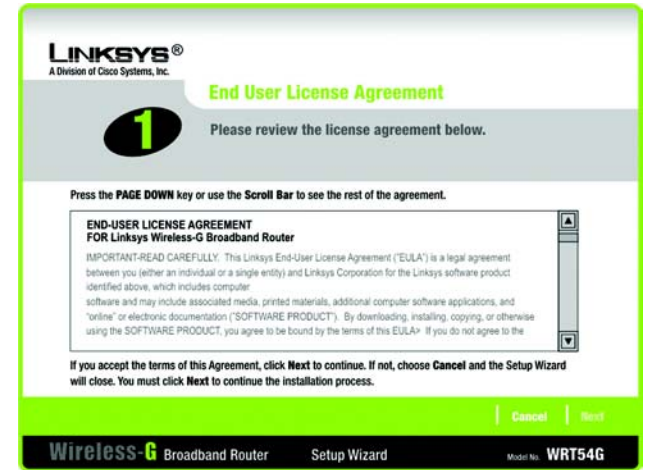 LINKSYS®
A Division of Cisco Systems, Inc.
End User License Agreement
1
Please review the license agreement below.
Press the PAGE DOWN key or use the Scroll Bar to see the rest of the agreement.
END-USER LICENSE AGREEMENT
FOR Linksys Wireless-G Broadband Router
IMPORTANT-READ CAREFULLY. This Linksys End-User License Agreement ("EULA") is a legal agreement
between you (either an individual or a single entity) and Linksys Corporation for the Linksys software product
identified above, which includes computer
software and may include associated media, printed materials, additional computer software applications, and
"online" or electronic documentation ("SOFTWARE PRODUCT"). By downloading, installing, copying, or otherwise
using the SOFTWARE PRODUCT, you agree to be bound by the terms of this EULA> If you do not agree to the
If you accept the terms of this Agreement, click Next to continue. If not, choose Cancel and the Setup Wizard
will close. You must click Next to continue the installation process.
Cancel Next
Wireless-G Broadband Router Setup Wizard Model No. WRT54G